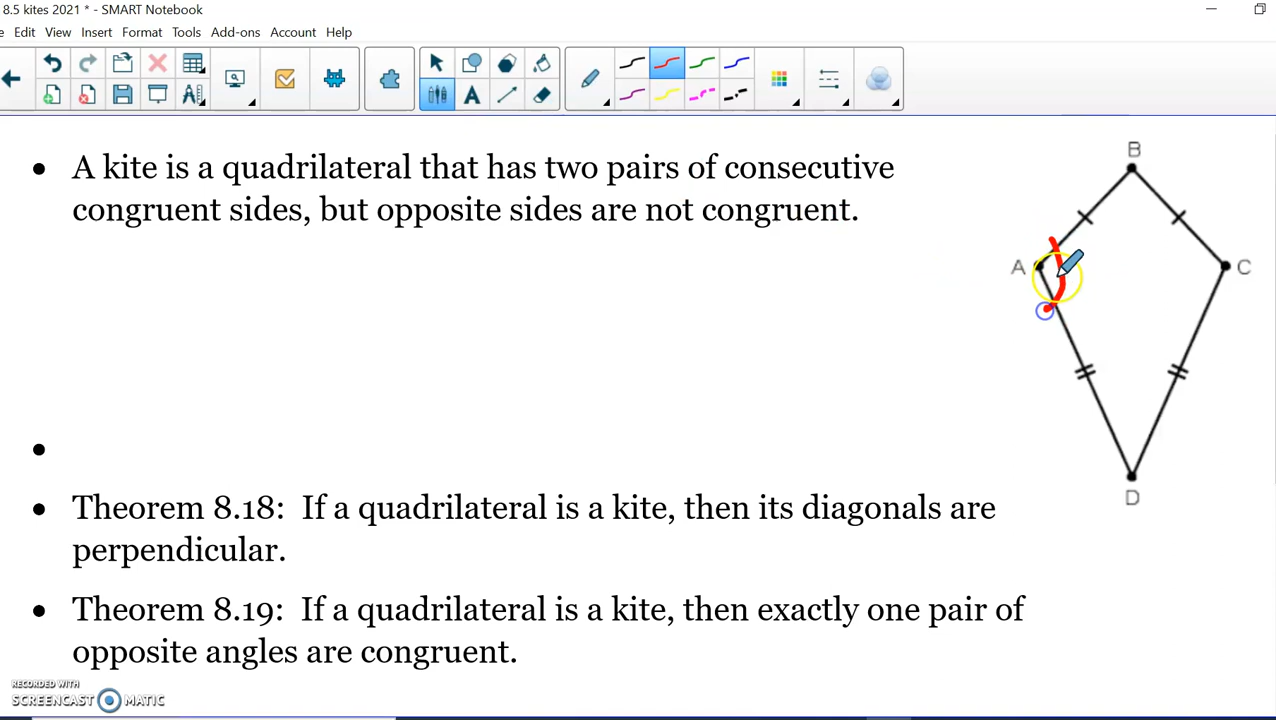 8.5 kites 2021 * - SMART Notebook
Edit View Insert Format Tools Add-ons Account Help
• A kite is a quadrilateral that has two pairs of consecutive
congruent sides, but opposite sides are not congruent.
B
A
C
D
•
• Theorem 8.18: If a quadrilateral is a kite, then its diagonals are
perpendicular.
• Theorem 8.19: If a quadrilateral is a kite, then exactly one pair of
opposite angles are congruent.
RECORDED WITH
SCREENCAST MATIC